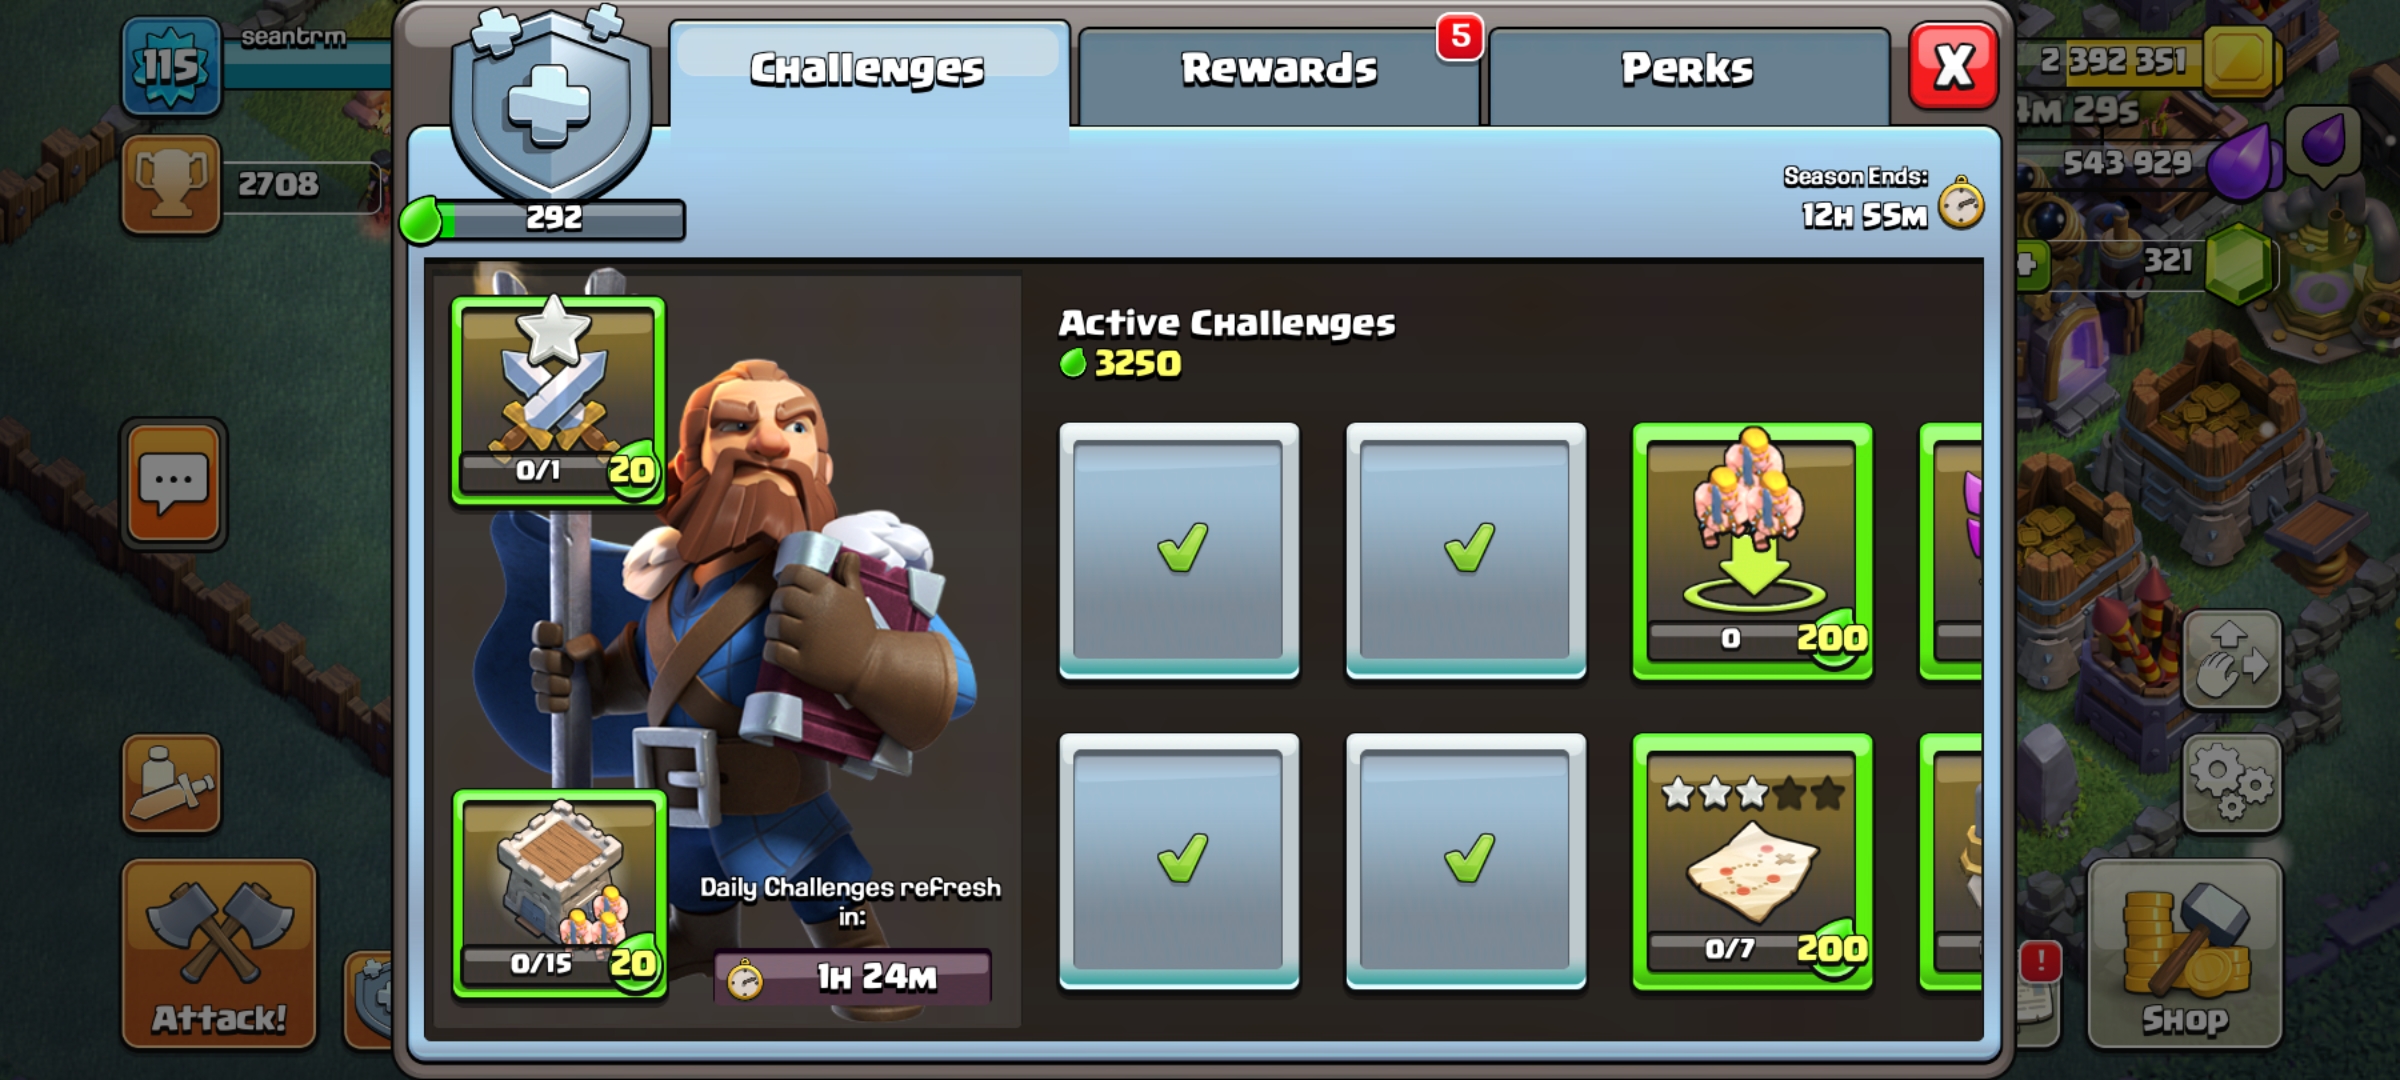 115
seantrm
Challenges
Rewards
5
Perks
X
2 392 351
4M 29S
2708
292
Season Ends:
12H 55M
543 929
321
Active Challenges
3250
0/1
20
0
200
0/7
200
0/15
20
Daily Challenges refresh
in:
1H 24M
Attack!
!
Shop